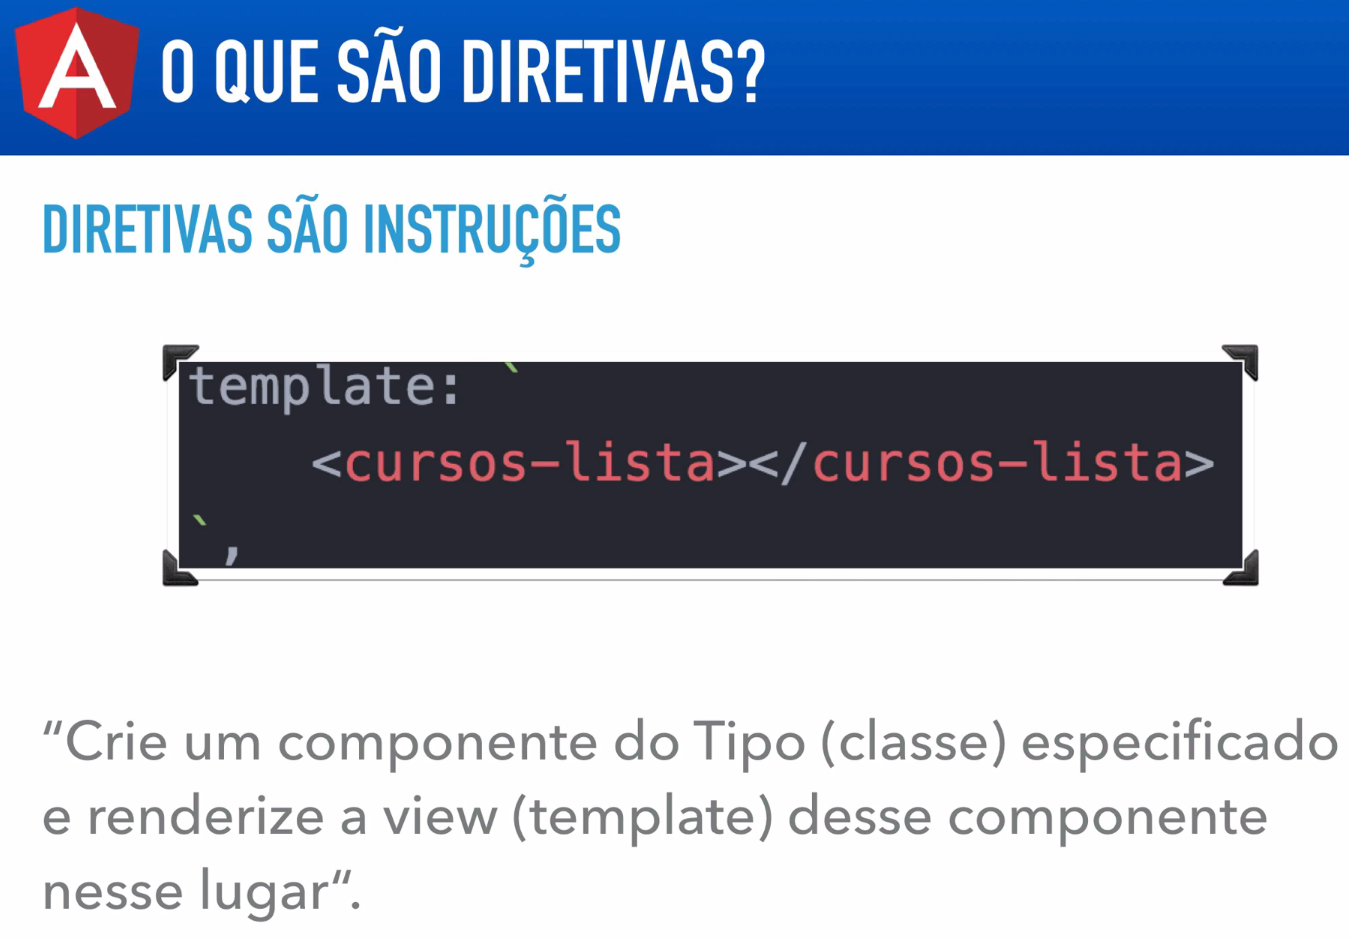 O QUE SÃO DIRETIVAS?
DIRETIVAS SÃO INSTRUÇÕES
template: `
<cursos-lista></cursos-lista>
`,
“Crie um componente do Tipo (classe) especificado
e renderize a view (template) desse componente
nesse lugar“.